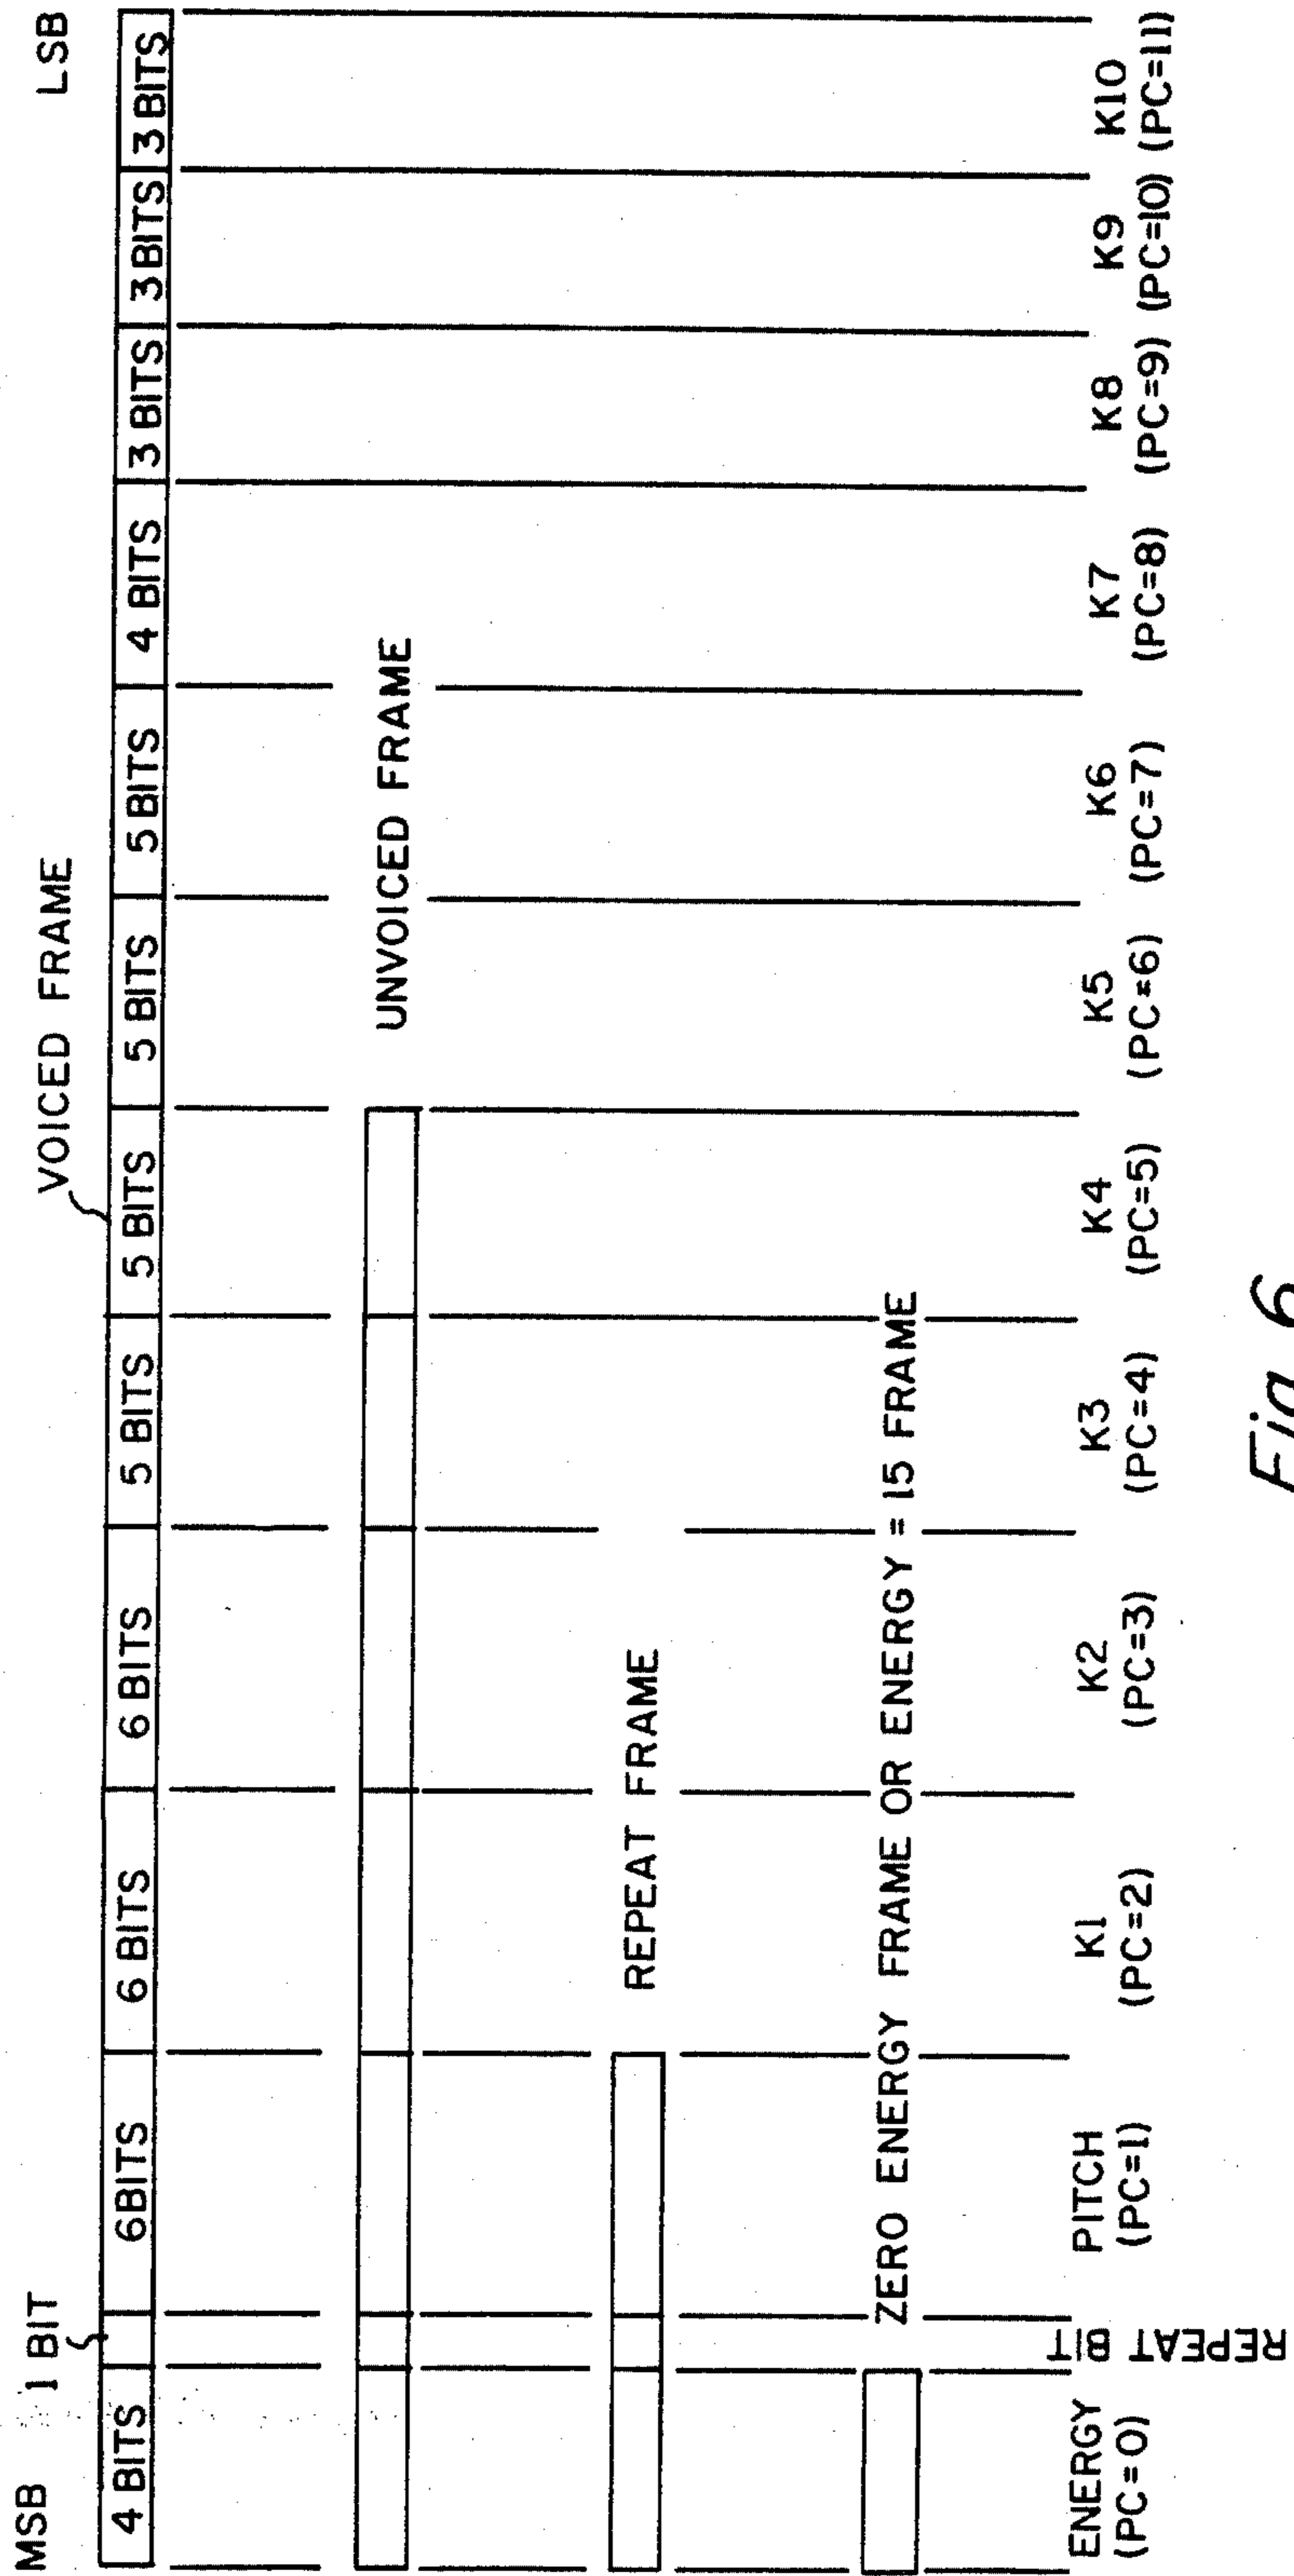 MSB 1 BIT VOICED FRAME LSB
4 BITS 6BITS 6 BITS 6 BITS 5 BITS 5 BITS 5 BITS 5 BITS 4 BITS 3 BITS 3 BITS 3 BITS
UNVOICED FRAME
REPEAT FRAME
ZERO ENERGY FRAME OR ENERGY = 15 FRAME
ENERGY REPEAT BIT PITCH K1 K2 K3 K4 K5 K6 K7 K8 K9 K10
(PC=0) (PC=1) (PC=2) (PC=3) (PC=4) (PC=5) (PC=6) (PC=7) (PC=8) (PC=9) (PC=10) (PC=11)
Fig. 6